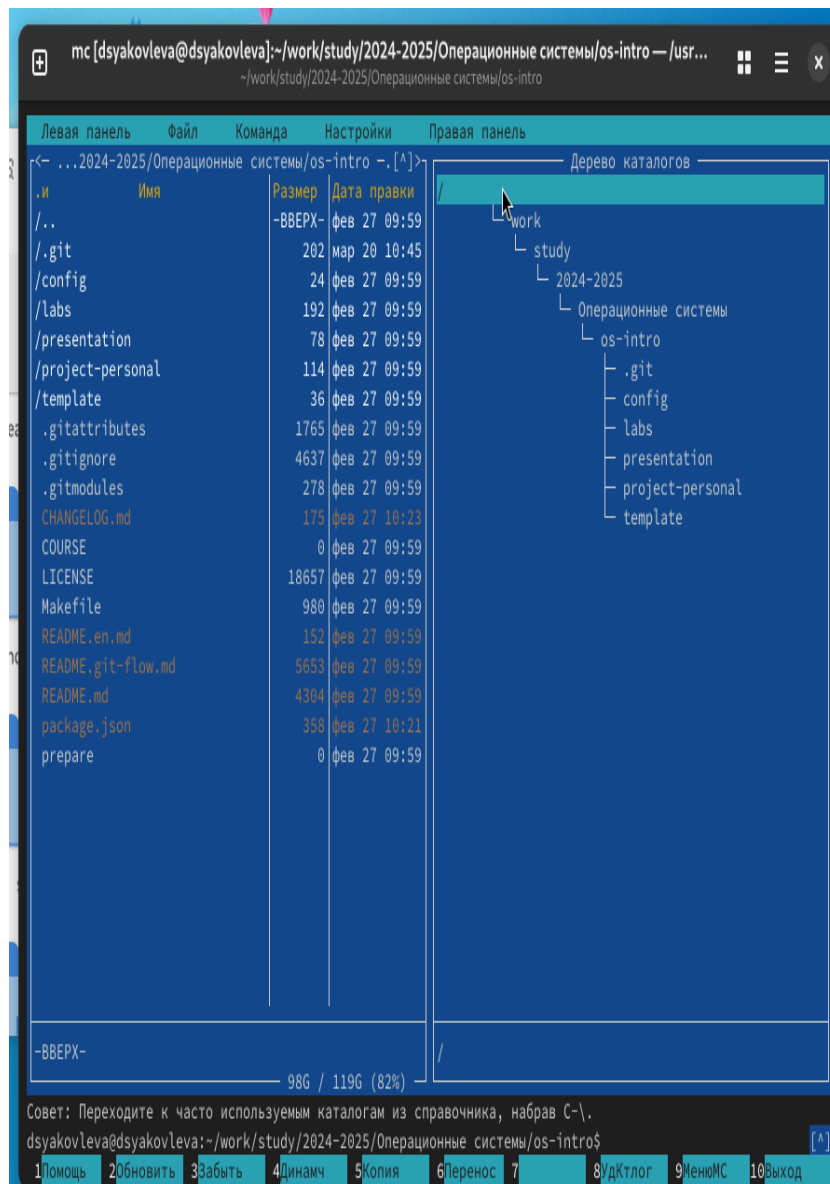 mc [dsyakovleva@dsyakovleva]:~/work/study/2024-2025/Операционные системы/os-intro — /usr...
~/work/study/2024-2025/Операционные системы/os-intro
Левая панель Файл Команда Настройки Правая панель
<— ...2024-2025/Операционные системы/os-intro —.[^]> Дерево каталогов
.и Имя Размер Дата правки /
/.. -ВВЕРХ- фев 27 09:59 work
/.git 202 мар 20 10:45 study
/config 24 фев 27 09:59 2024-2025
/labs 192 фев 27 09:59 Операционные системы
/presentation 78 фев 27 09:59 os-intro
/project-personal 114 фев 27 09:59 .git
/template 36 фев 27 09:59 config
.gitattributes 1765 фев 27 09:59 labs
.gitignore 4637 фев 27 09:59 presentation
.gitmodules 278 фев 27 09:59 project-personal
CHANGELOG.md 175 фев 27 10:23 template
COURSE 0 фев 27 09:59
LICENSE 18657 фев 27 09:59
Makefile 980 фев 27 09:59
README.en.md 152 фев 27 09:59
README.git-flow.md 5653 фев 27 09:59
README.md 4304 фев 27 09:59
package.json 358 фев 27 10:21
prepare 0 фев 27 09:59
-ВВЕРХ- /
98G / 119G (82%)
Совет: Переходите к часто используемым каталогам из справочника, набрав C-\.
dsyakovleva@dsyakovleva:~/work/study/2024-2025/Операционные системы/os-intro$ [^]
1Помощь 2Обновить 3Забыть 4Динамч 5Копия 6Перенос 7 8УдКтлог 9МенюMC 10Выход